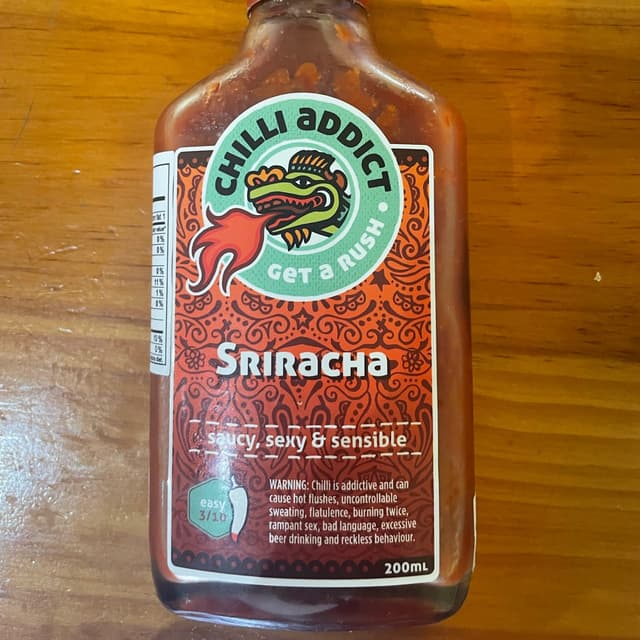 CHILLI aDDICT
GET a RUSH
SRIRaCHa
saucy, sexy & sensible
easy
3/10
WARNING: Chilli is addictive and can
cause hot flushes, uncontrollable
sweating, flatulence, burning twice,
rampant sex, bad language, excessive
beer drinking and reckless behaviour.
200mL